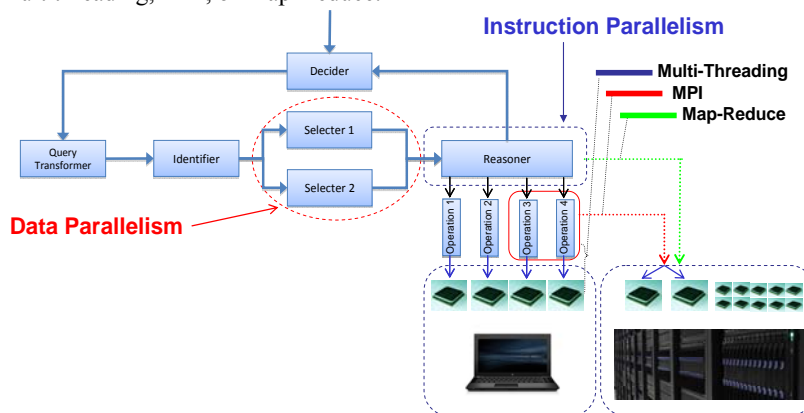 Instruction Parallelism
Multi-Threading
MPI
Map-Reduce
Decider
Selecter 1
Query
Transformer
Identifier
Reasoner
Selecter 2
Data Parallelism
Operation 1
Operation 2
Operation 3
Operation 4